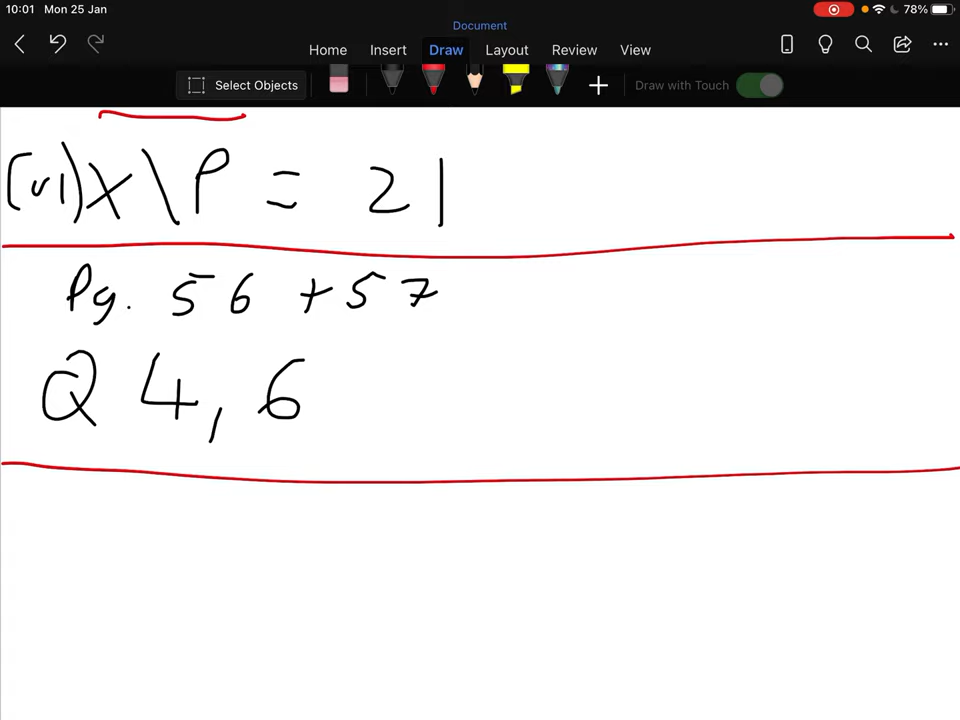 10:01 Mon 25 Jan 78%
Document
Home Insert Draw Layout Review View
Select Objects Draw with Touch
(vi) X \ P = 21
Pg. 56 + 57
Q 4, 6